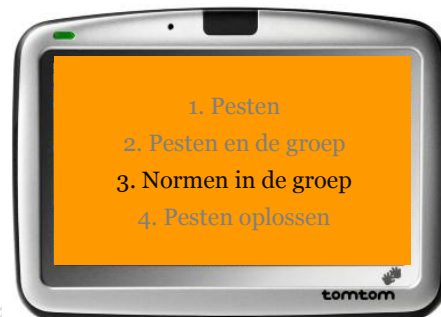 1. Pesten
2. Pesten en de groep
3. Normen in de groep
4. Pesten oplossen
tomtom